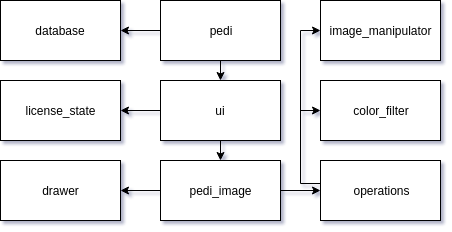 database
pedi
image_manipulator
license_state
ui
color_filter
drawer
pedi_image
operations